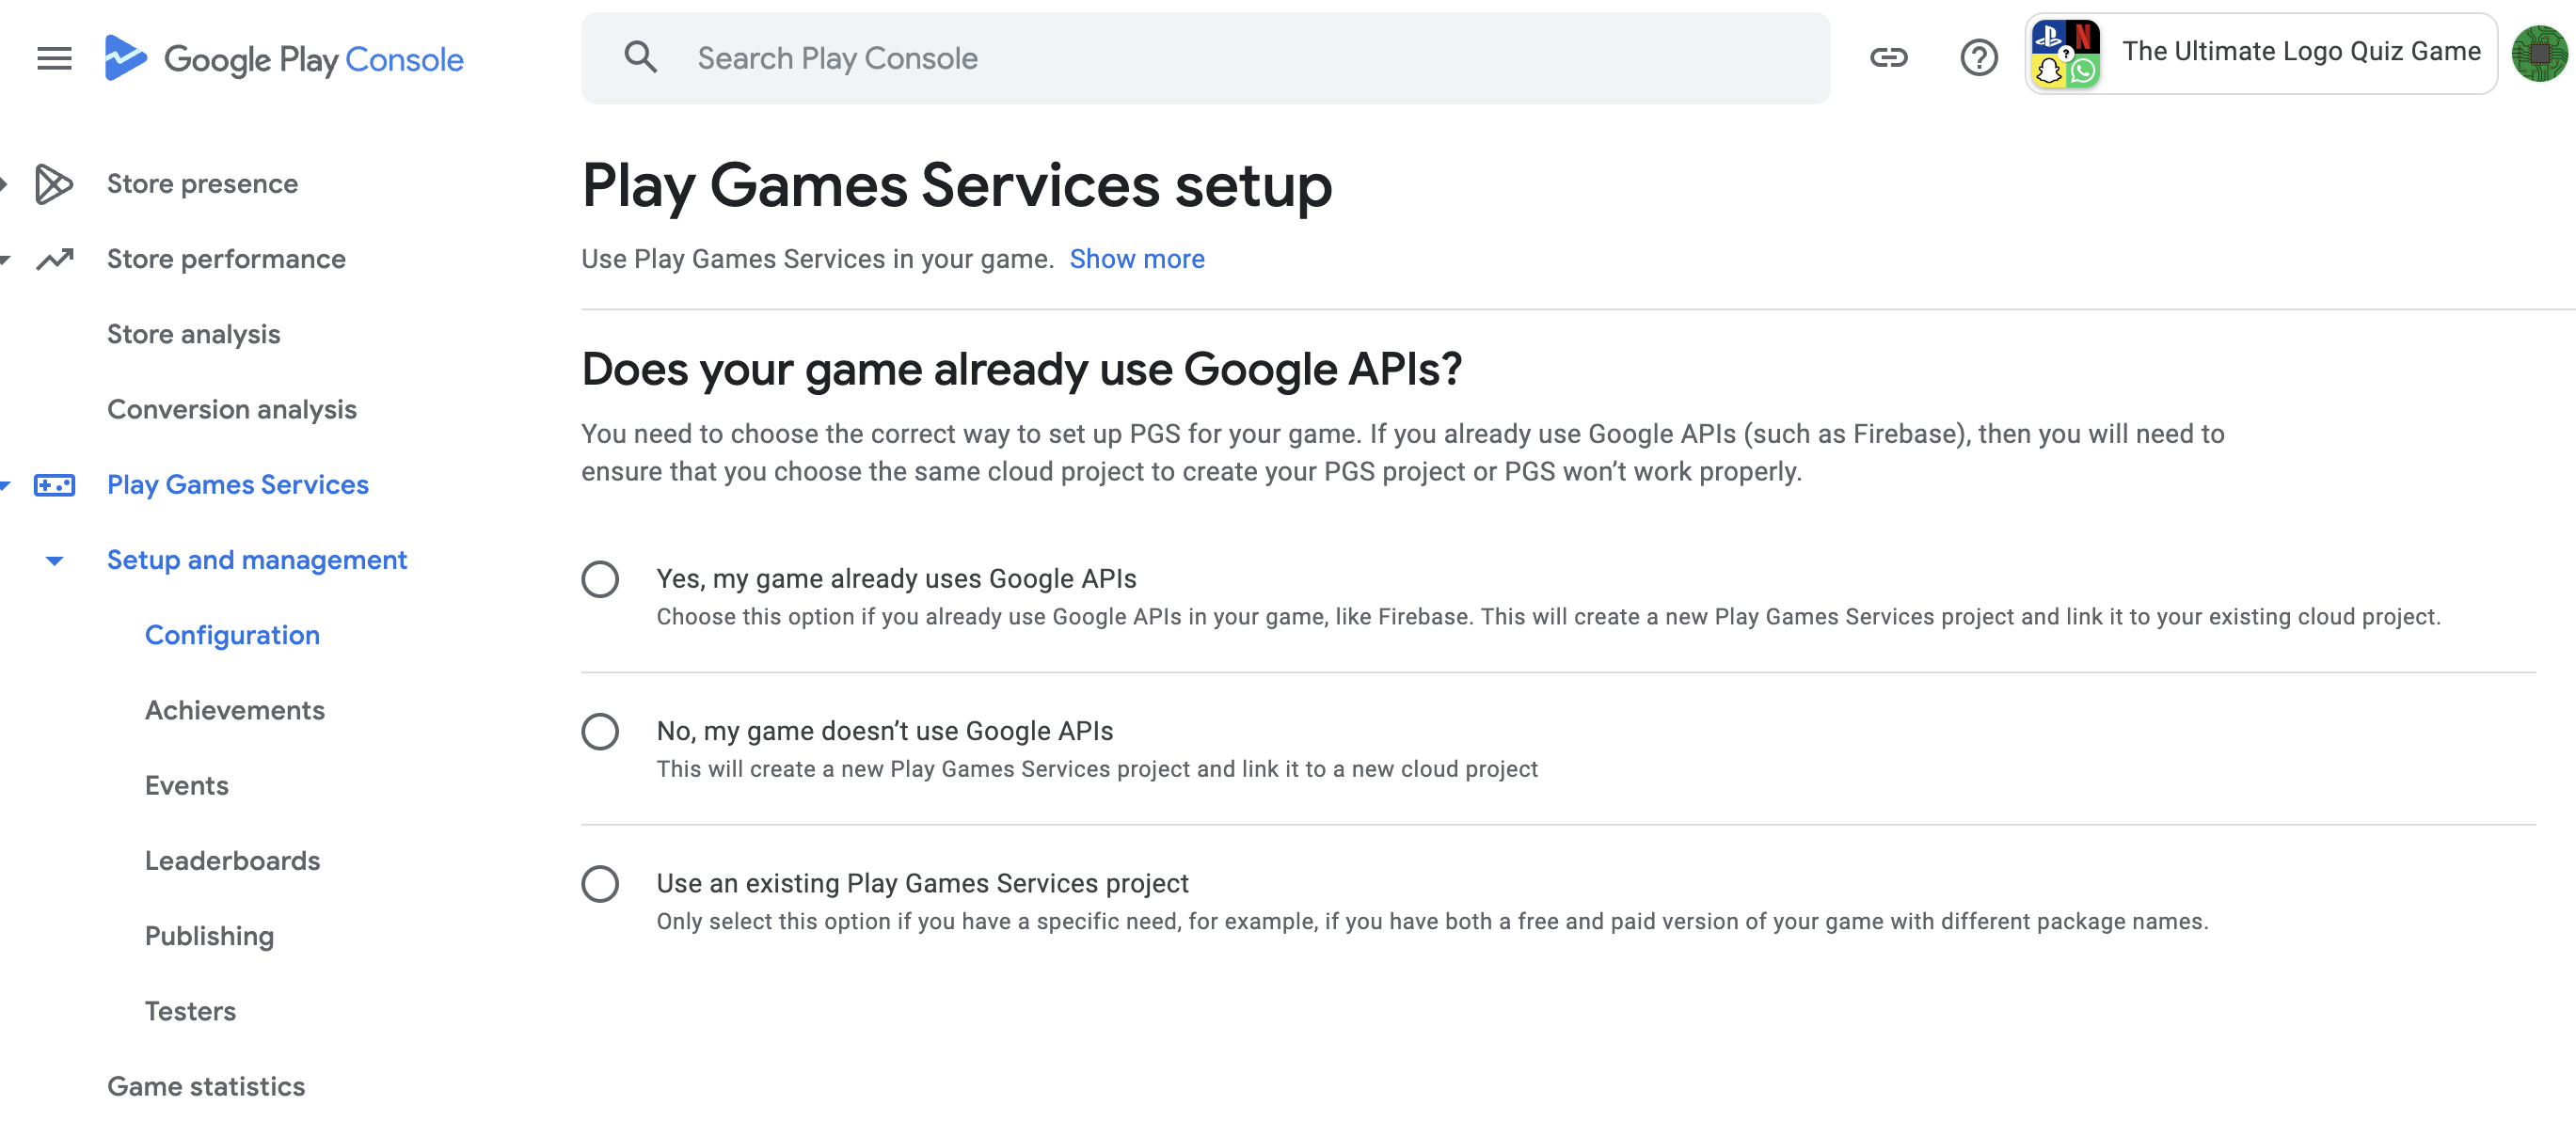 Google Play Console
Search Play Console
The Ultimate Logo Quiz Game
Store presence
Store performance
Store analysis
Conversion analysis
Play Games Services
Setup and management
Configuration
Achievements
Events
Leaderboards
Publishing
Testers
Game statistics
Play Games Services setup
Use Play Games Services in your game. Show more
Does your game already use Google APIs?
You need to choose the correct way to set up PGS for your game. If you already use Google APIs (such as Firebase), then you will need to
ensure that you choose the same cloud project to create your PGS project or PGS won’t work properly.
Yes, my game already uses Google APIs
Choose this option if you already use Google APIs in your game, like Firebase. This will create a new Play Games Services project and link it to your existing cloud project.
No, my game doesn’t use Google APIs
This will create a new Play Games Services project and link it to a new cloud project
Use an existing Play Games Services project
Only select this option if you have a specific need, for example, if you have both a free and paid version of your game with different package names.